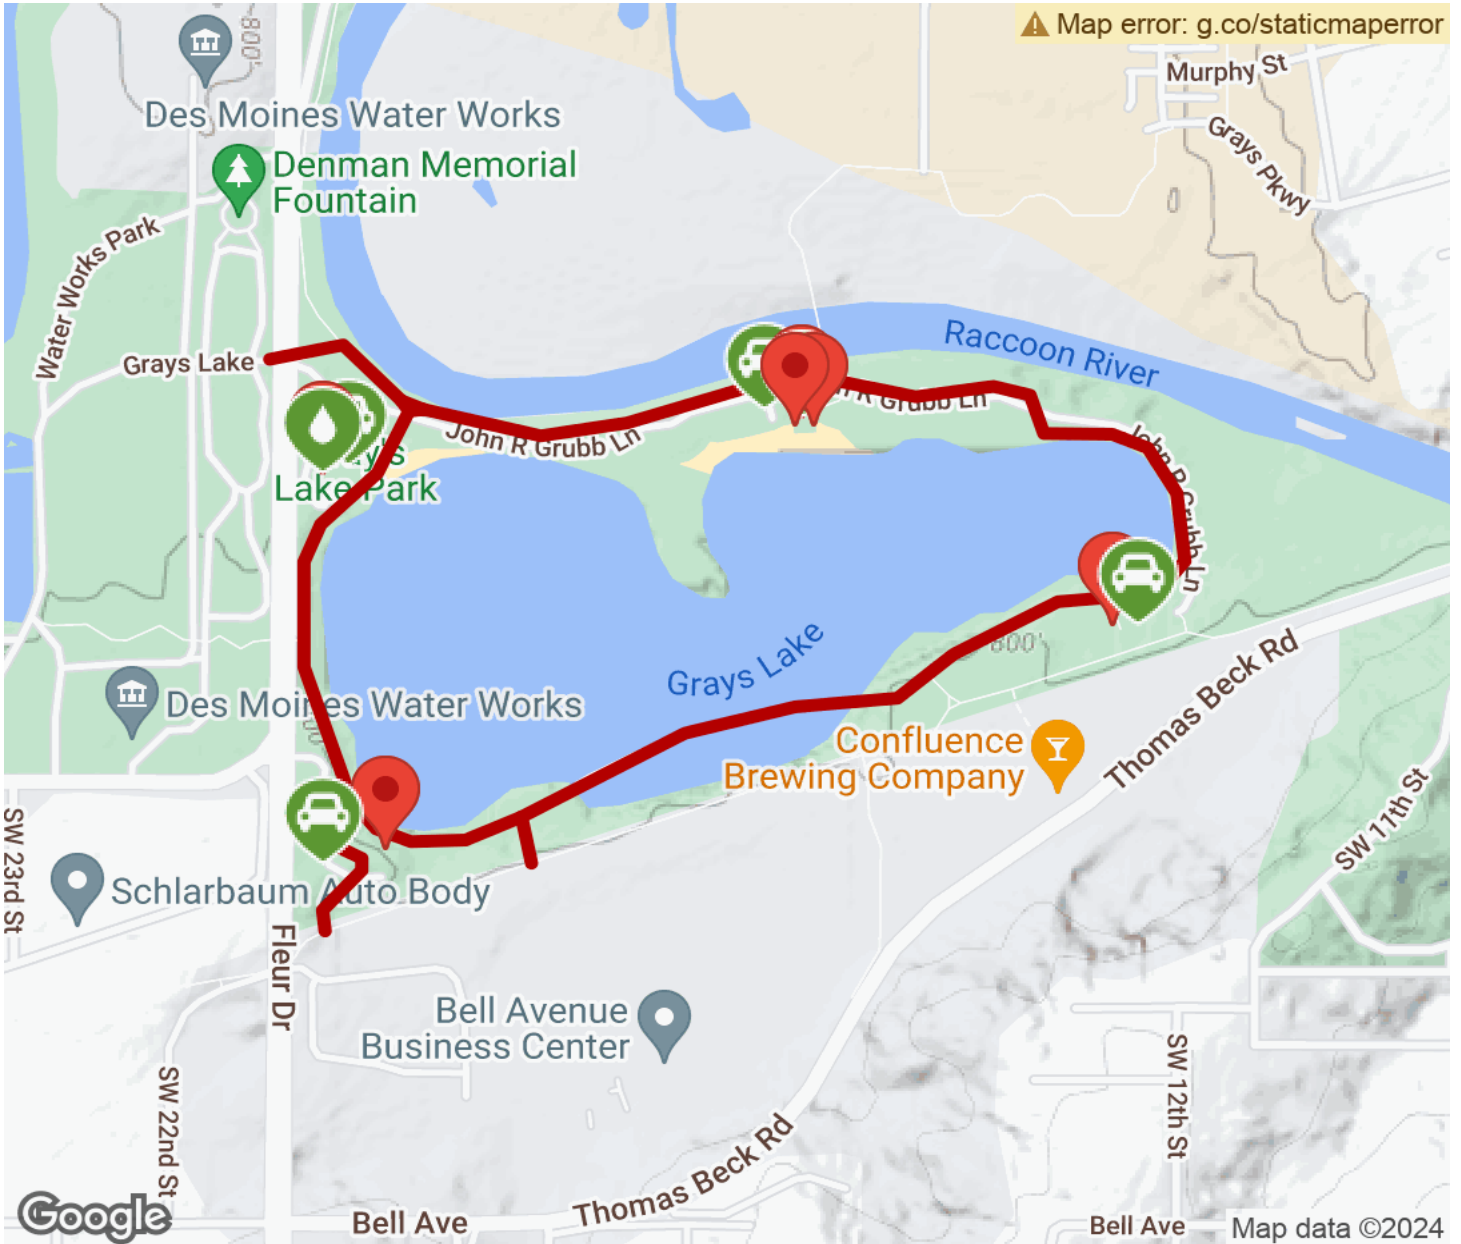 Map error: g.co/staticmaperror
Murphy St
800'
Des Moines Water Works
Grays Pkwy
Denman Memorial
Fountain
Water Works Park
Grays Lake
Raccoon River
John R Grubb Ln
R Grubb Ln
John R Grubb Ln
Lake Park
800'
Grays Lake
Thomas Beck Rd
Des Moines Water Works
Confluence
Brewing Company
SW 11th St
SW 23rd St
Schlarbaum Auto Body
Fleur Dr
Bell Avenue
Business Center
SW 22nd St
SW 12th St
Thomas Beck Rd
Google
Bell Ave
Bell Ave
Map data ©2024